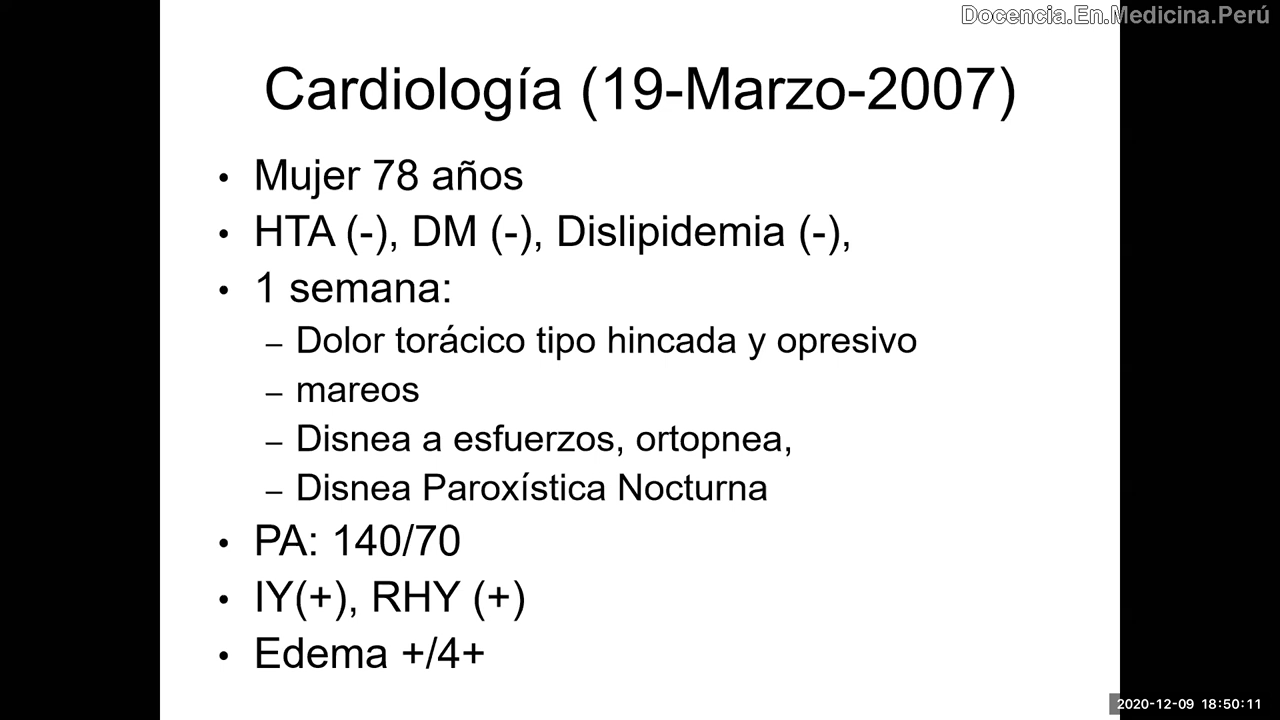 Docencia.En.Medicina.Perú
Cardiología (19-Marzo-2007)
• Mujer 78 años
• HTA (-), DM (-), Dislipidemia (-),
• 1 semana:
– Dolor torácico tipo hincada y opresivo
– mareos
– Disnea a esfuerzos, ortopnea,
– Disnea Paroxística Nocturna
• PA: 140/70
• IY(+), RHY (+)
• Edema +/4+
2020-12-09 18:50:11